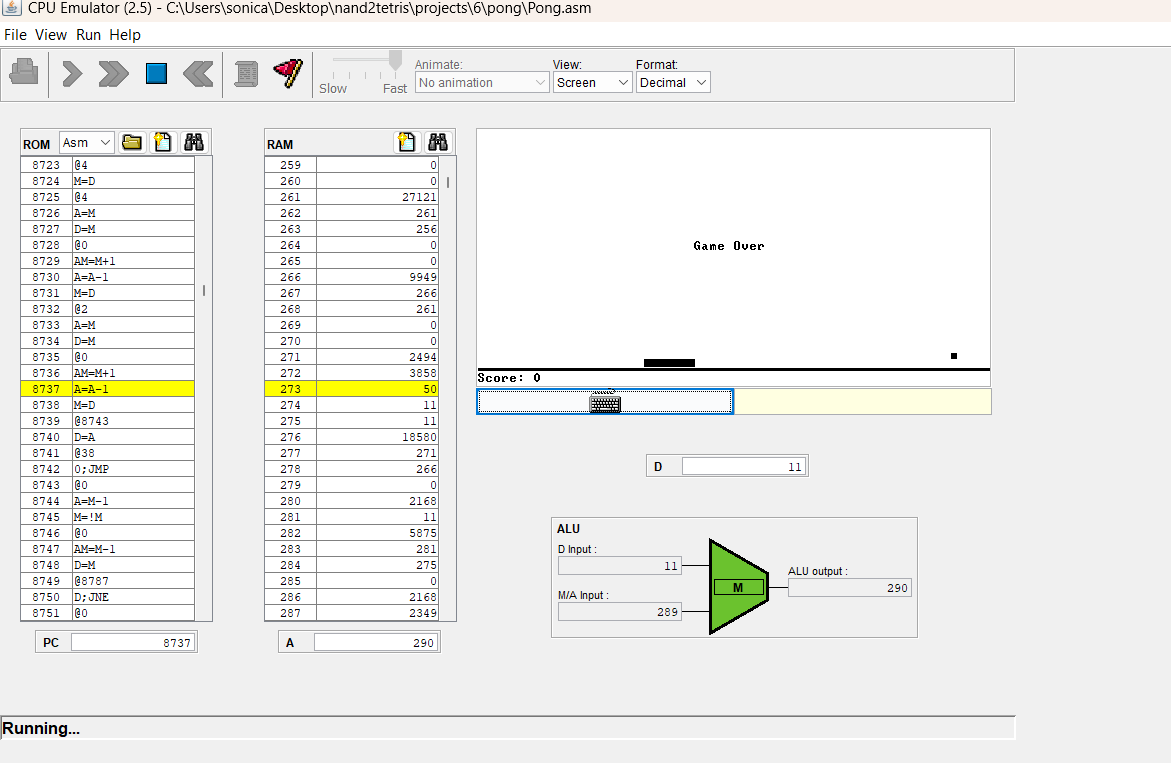 CPU Emulator (2.5) - C:\Users\sonica\Desktop\nand2tetris\projects\6\pong\Pong.asm
File View Run Help
Slow Fast
Animate: View: Format:
No animation Screen Decimal
ROM Asm
8723 @4
8724 M=D
8725 @4
8726 A=M
8727 D=M
8728 @0
8729 AM=M+1
8730 A=A-1
8731 M=D
8732 @2
8733 A=M
8734 D=M
8735 @0
8736 AM=M+1
8737 A=A-1
8738 M=D
8739 @8743
8740 D=A
8741 @38
8742 0;JMP
8743 @0
8744 A=M-1
8745 M=!M
8746 @0
8747 AM=M-1
8748 D=M
8749 @8787
8750 D;JNE
8751 @0
PC 8737
RAM
259 0
260 0
261 27121
262 261
263 256
264 0
265 0
266 9949
267 266
268 261
269 0
270 0
271 2494
272 3858
273 50
274 11
275 11
276 18580
277 271
278 266
279 0
280 2168
281 11
282 5875
283 281
284 275
285 0
286 2168
287 2349
A 290
Game Over
Score: 0
D 11
ALU
D Input :
11
M/A Input :
289
M
ALU output :
290
Running...